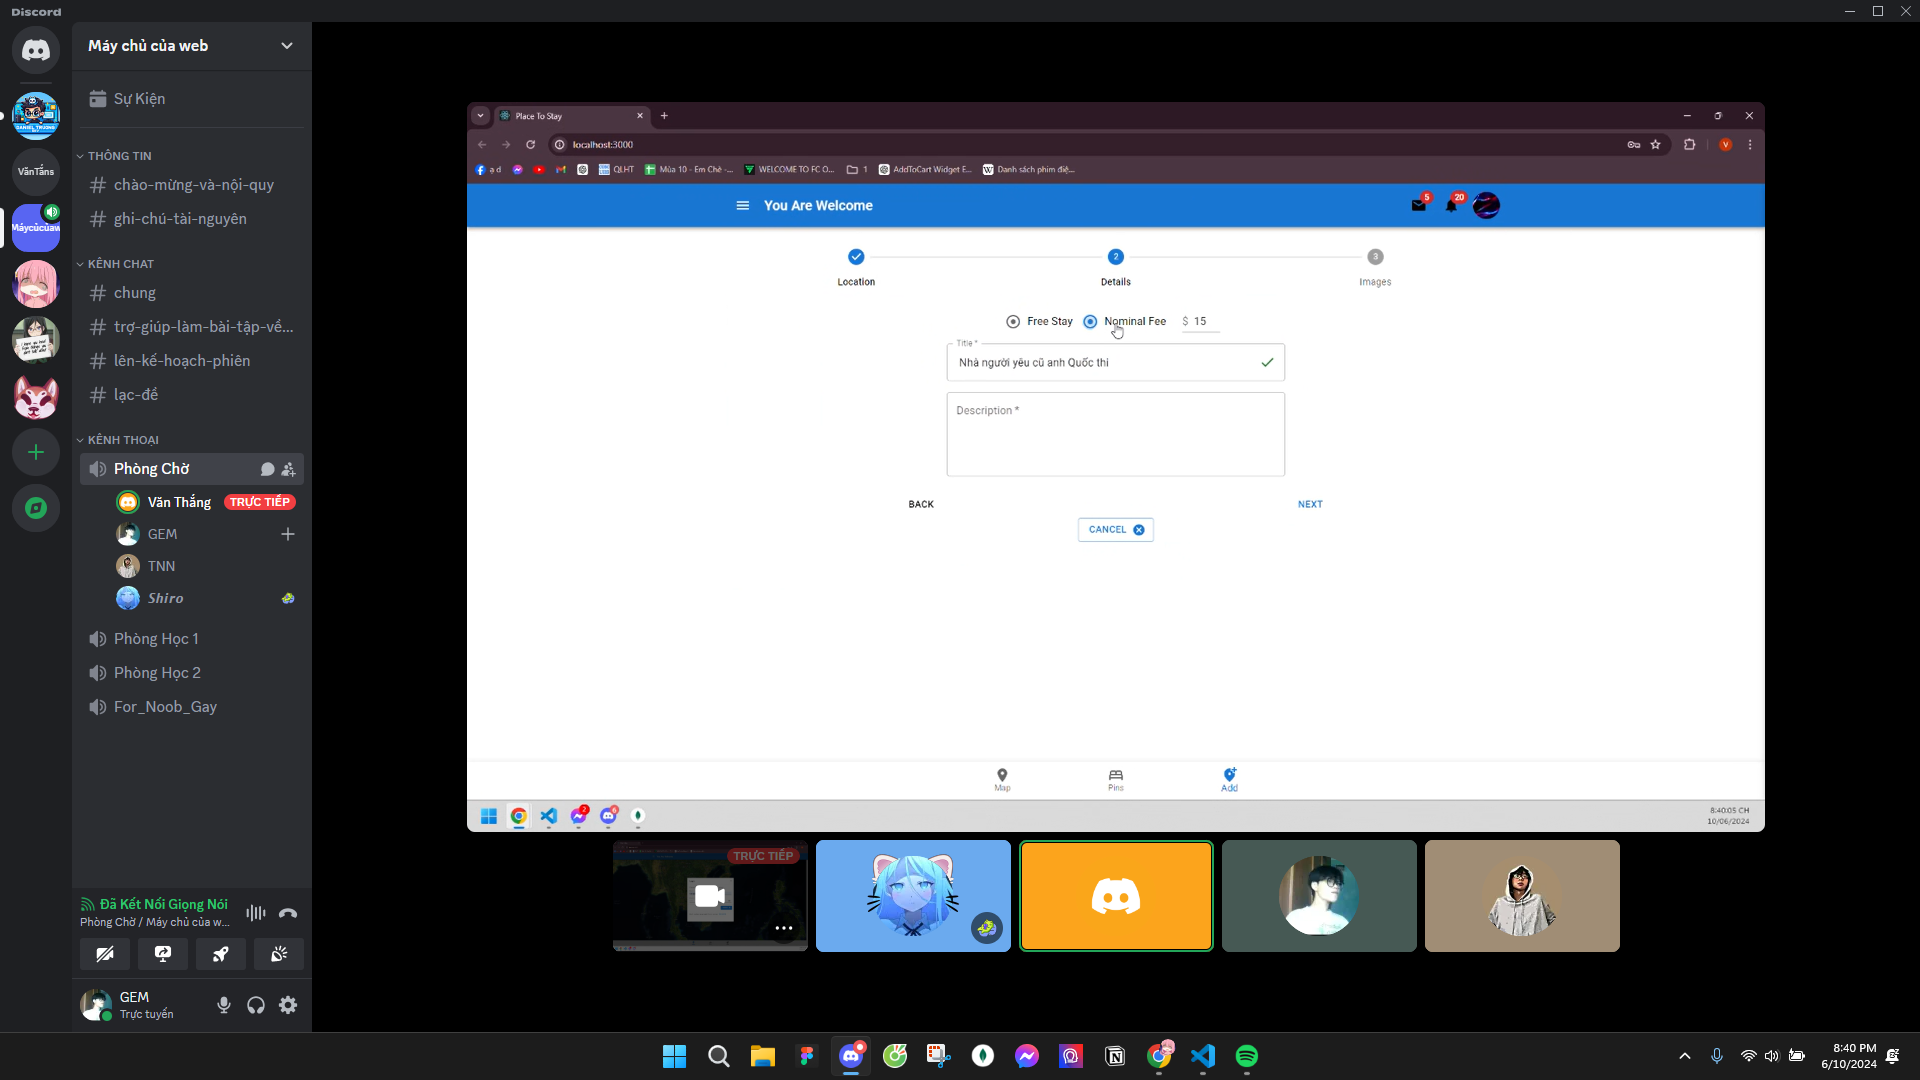 Discord
Máy chủ của web
Sự Kiện
VănTắns
Máycủcủaw
THÔNG TIN
chào-mừng-và-nội-quy
ghi-chú-tài-nguyên
KÊNH CHAT
chung
trợ-giúp-làm-bài-tập-về...
lên-kế-hoạch-phiên
lạc-đề
KÊNH THOẠI
Phòng Chờ
Văn Thắng TRỰC TIẾP
GEM
TNN
Shiro
Phòng Học 1
Phòng Học 2
For_Noob_Gay
Đã Kết Nối Giọng Nói
Phòng Chờ / Máy chủ của w...
GEM
Trực tuyến
Place To Stay
localhost:3000
a d
QLHT
Mùa 10 - Em Chè -...
WELCOME TO FC O...
1
AddToCart Widget E...
Danh sách phim điệ...
You Are Welcome
5
20
2
3
Location
Details
Images
Free Stay
Nominal Fee
$ 15
Title *
Nhà người yêu cũ anh Quốc thi
Description *
BACK
NEXT
CANCEL
Map
Pins
Add
8:40:05 CH
10/06/2024
TRỰC TIẾP
8:40 PM
6/10/2024